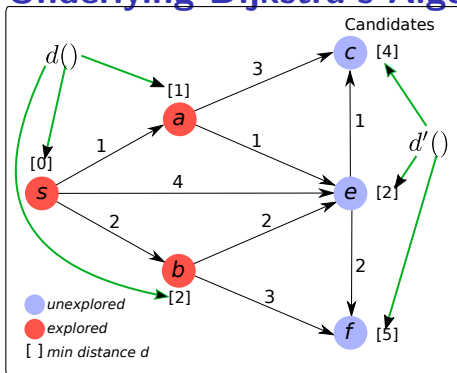 Underlying Dijkstra's Alge
Candidates
d()
c [4]
3
[1]
a
1
1
1
d'()
[0]
s
4
e [2]
2
2
b
[2]
2
3
f [5]
unexplored
explored
[ ] min distance d